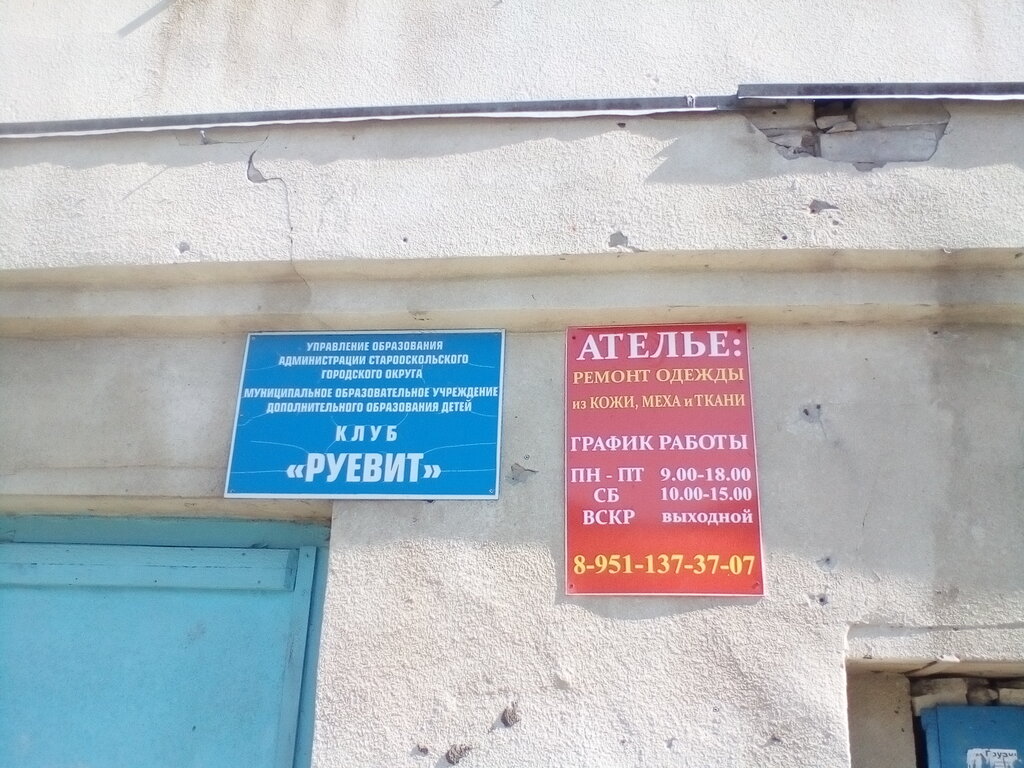 УПРАВЛЕНИЕ ОБРАЗОВАНИЯ
АДМИНИСТРАЦИИ СТАРООСКОЛЬСКОГО
ГОРОДСКОГО ОКРУГА
МУНИЦИПАЛЬНОЕ ОБРАЗОВАТЕЛЬНОЕ УЧРЕЖДЕНИЕ
ДОПОЛНИТЕЛЬНОГО ОБРАЗОВАНИЯ ДЕТЕЙ
КЛУБ
«РУЕВИТ»
АТЕЛЬЕ:
РЕМОНТ ОДЕЖДЫ
из КОЖИ, МЕХА и ТКАНИ
ГРАФИК РАБОТЫ
ПН - ПТ 9.00-18.00
СБ 10.00-15.00
ВСКР выходной
8-951-137-37-07